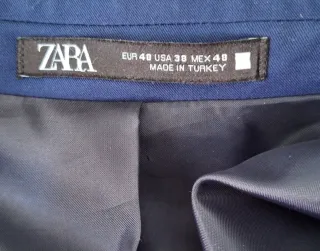 ZARA
EUR 48 USA 38 MEX 48
MADE IN TURKEY